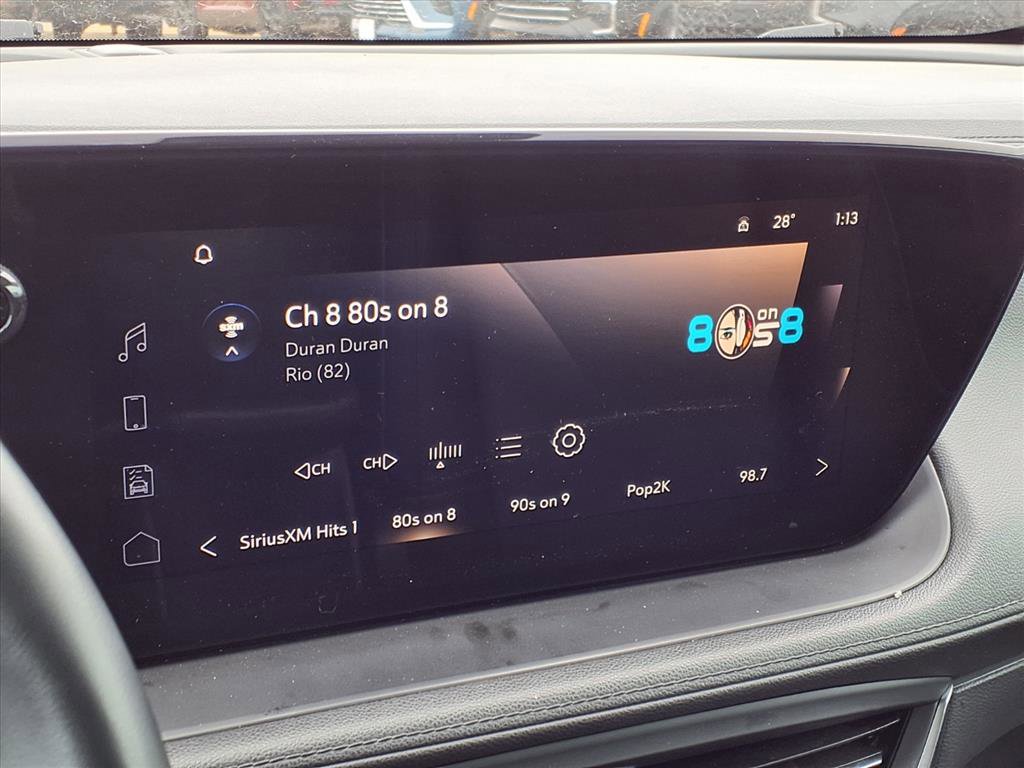 28° 1:13
sxm
Ch 8 80s on 8
Duran Duran
Rio (82)
8 on s8
CH CH
SiriusXM Hits 1 80s on 8 90s on 9 Pop2K 98.7